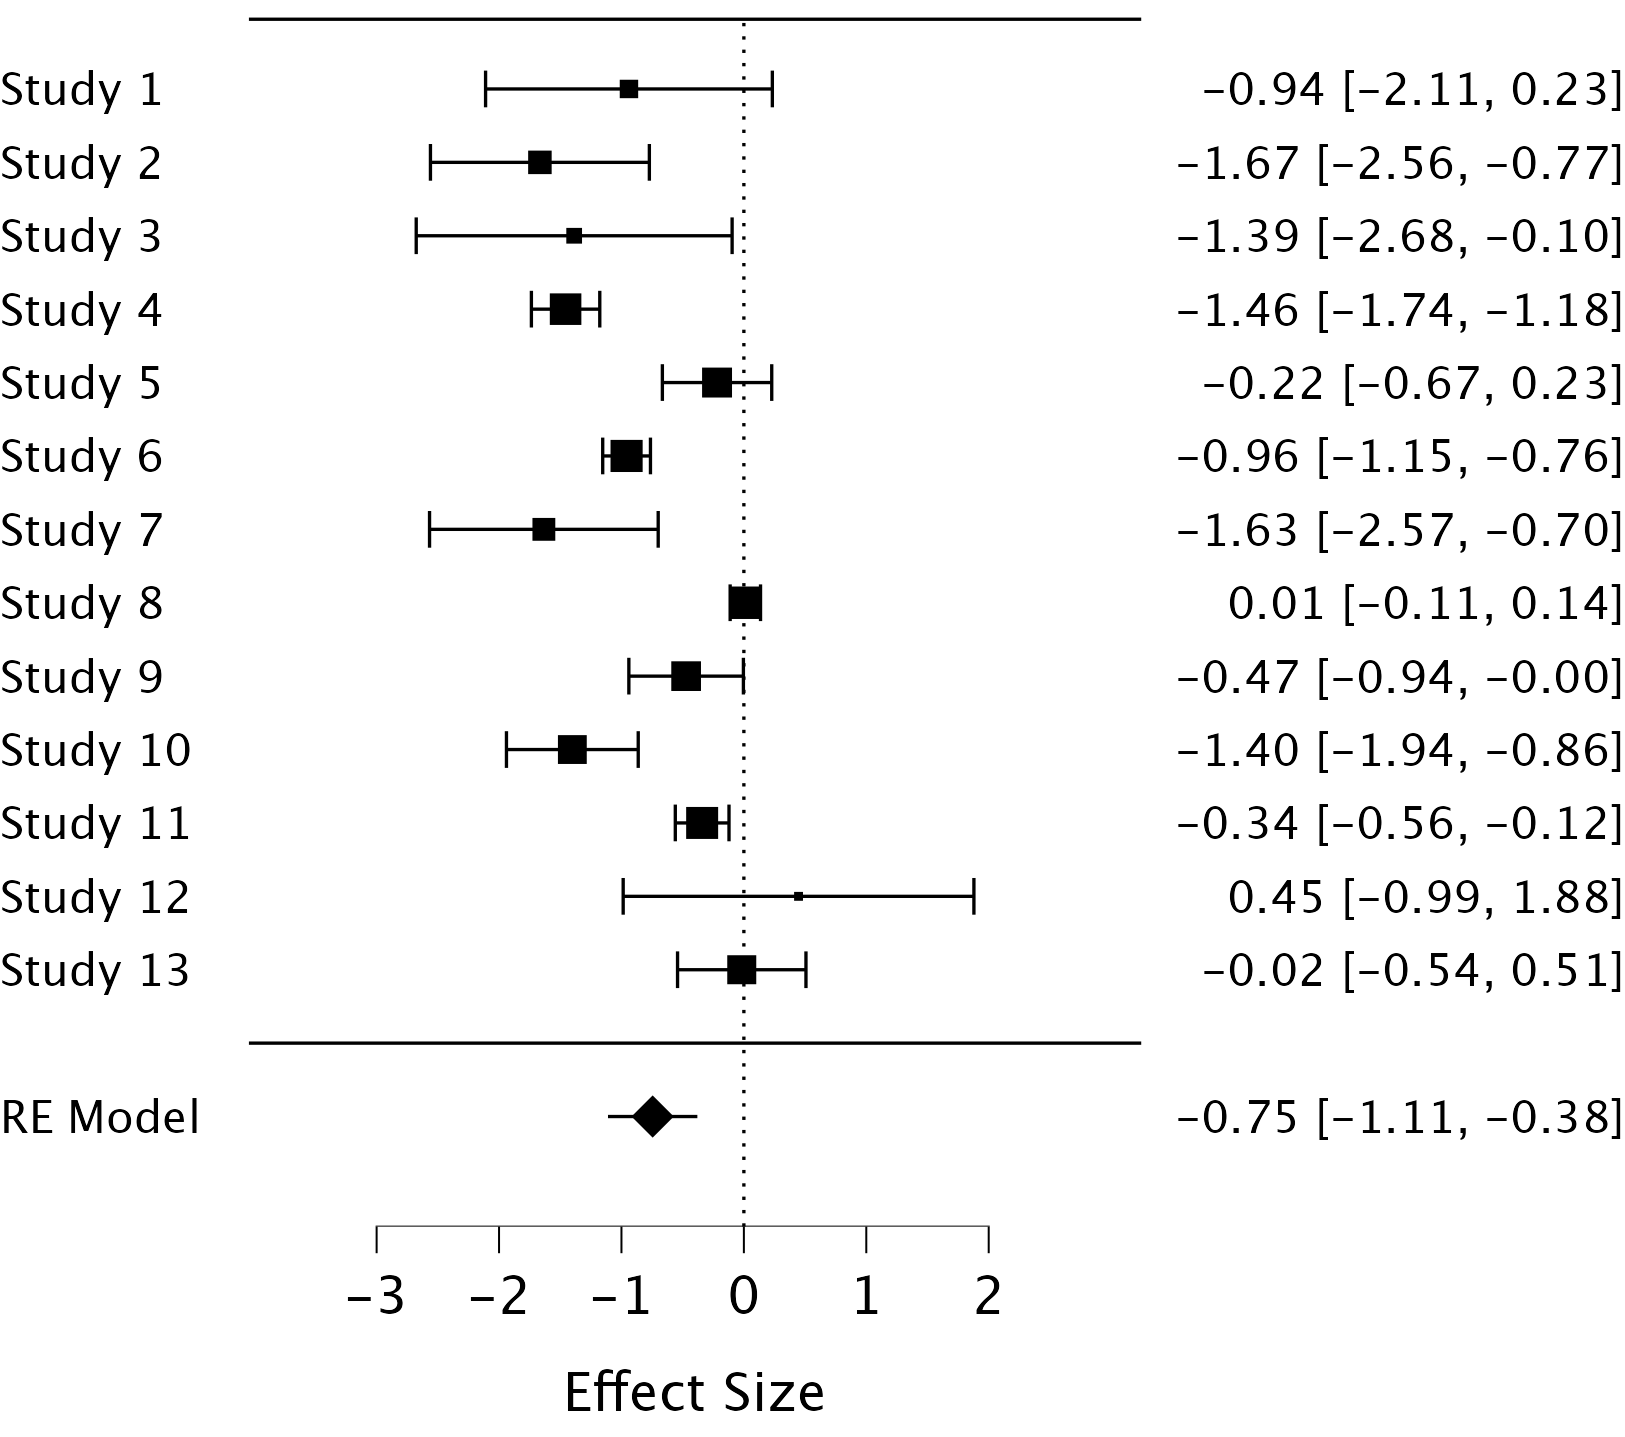 Study 1 −0.94 [−2.11, 0.23]
Study 2 −1.67 [−2.56, −0.77]
Study 3 −1.39 [−2.68, −0.10]
Study 4 −1.46 [−1.74, −1.18]
Study 5 −0.22 [−0.67, 0.23]
Study 6 −0.96 [−1.15, −0.76]
Study 7 −1.63 [−2.57, −0.70]
Study 8 0.01 [−0.11, 0.14]
Study 9 −0.47 [−0.94, −0.00]
Study 10 −1.40 [−1.94, −0.86]
Study 11 −0.34 [−0.56, −0.12]
Study 12 0.45 [−0.99, 1.88]
Study 13 −0.02 [−0.54, 0.51]
RE Model −0.75 [−1.11, −0.38]
−3 −2 −1 0 1 2
Effect Size